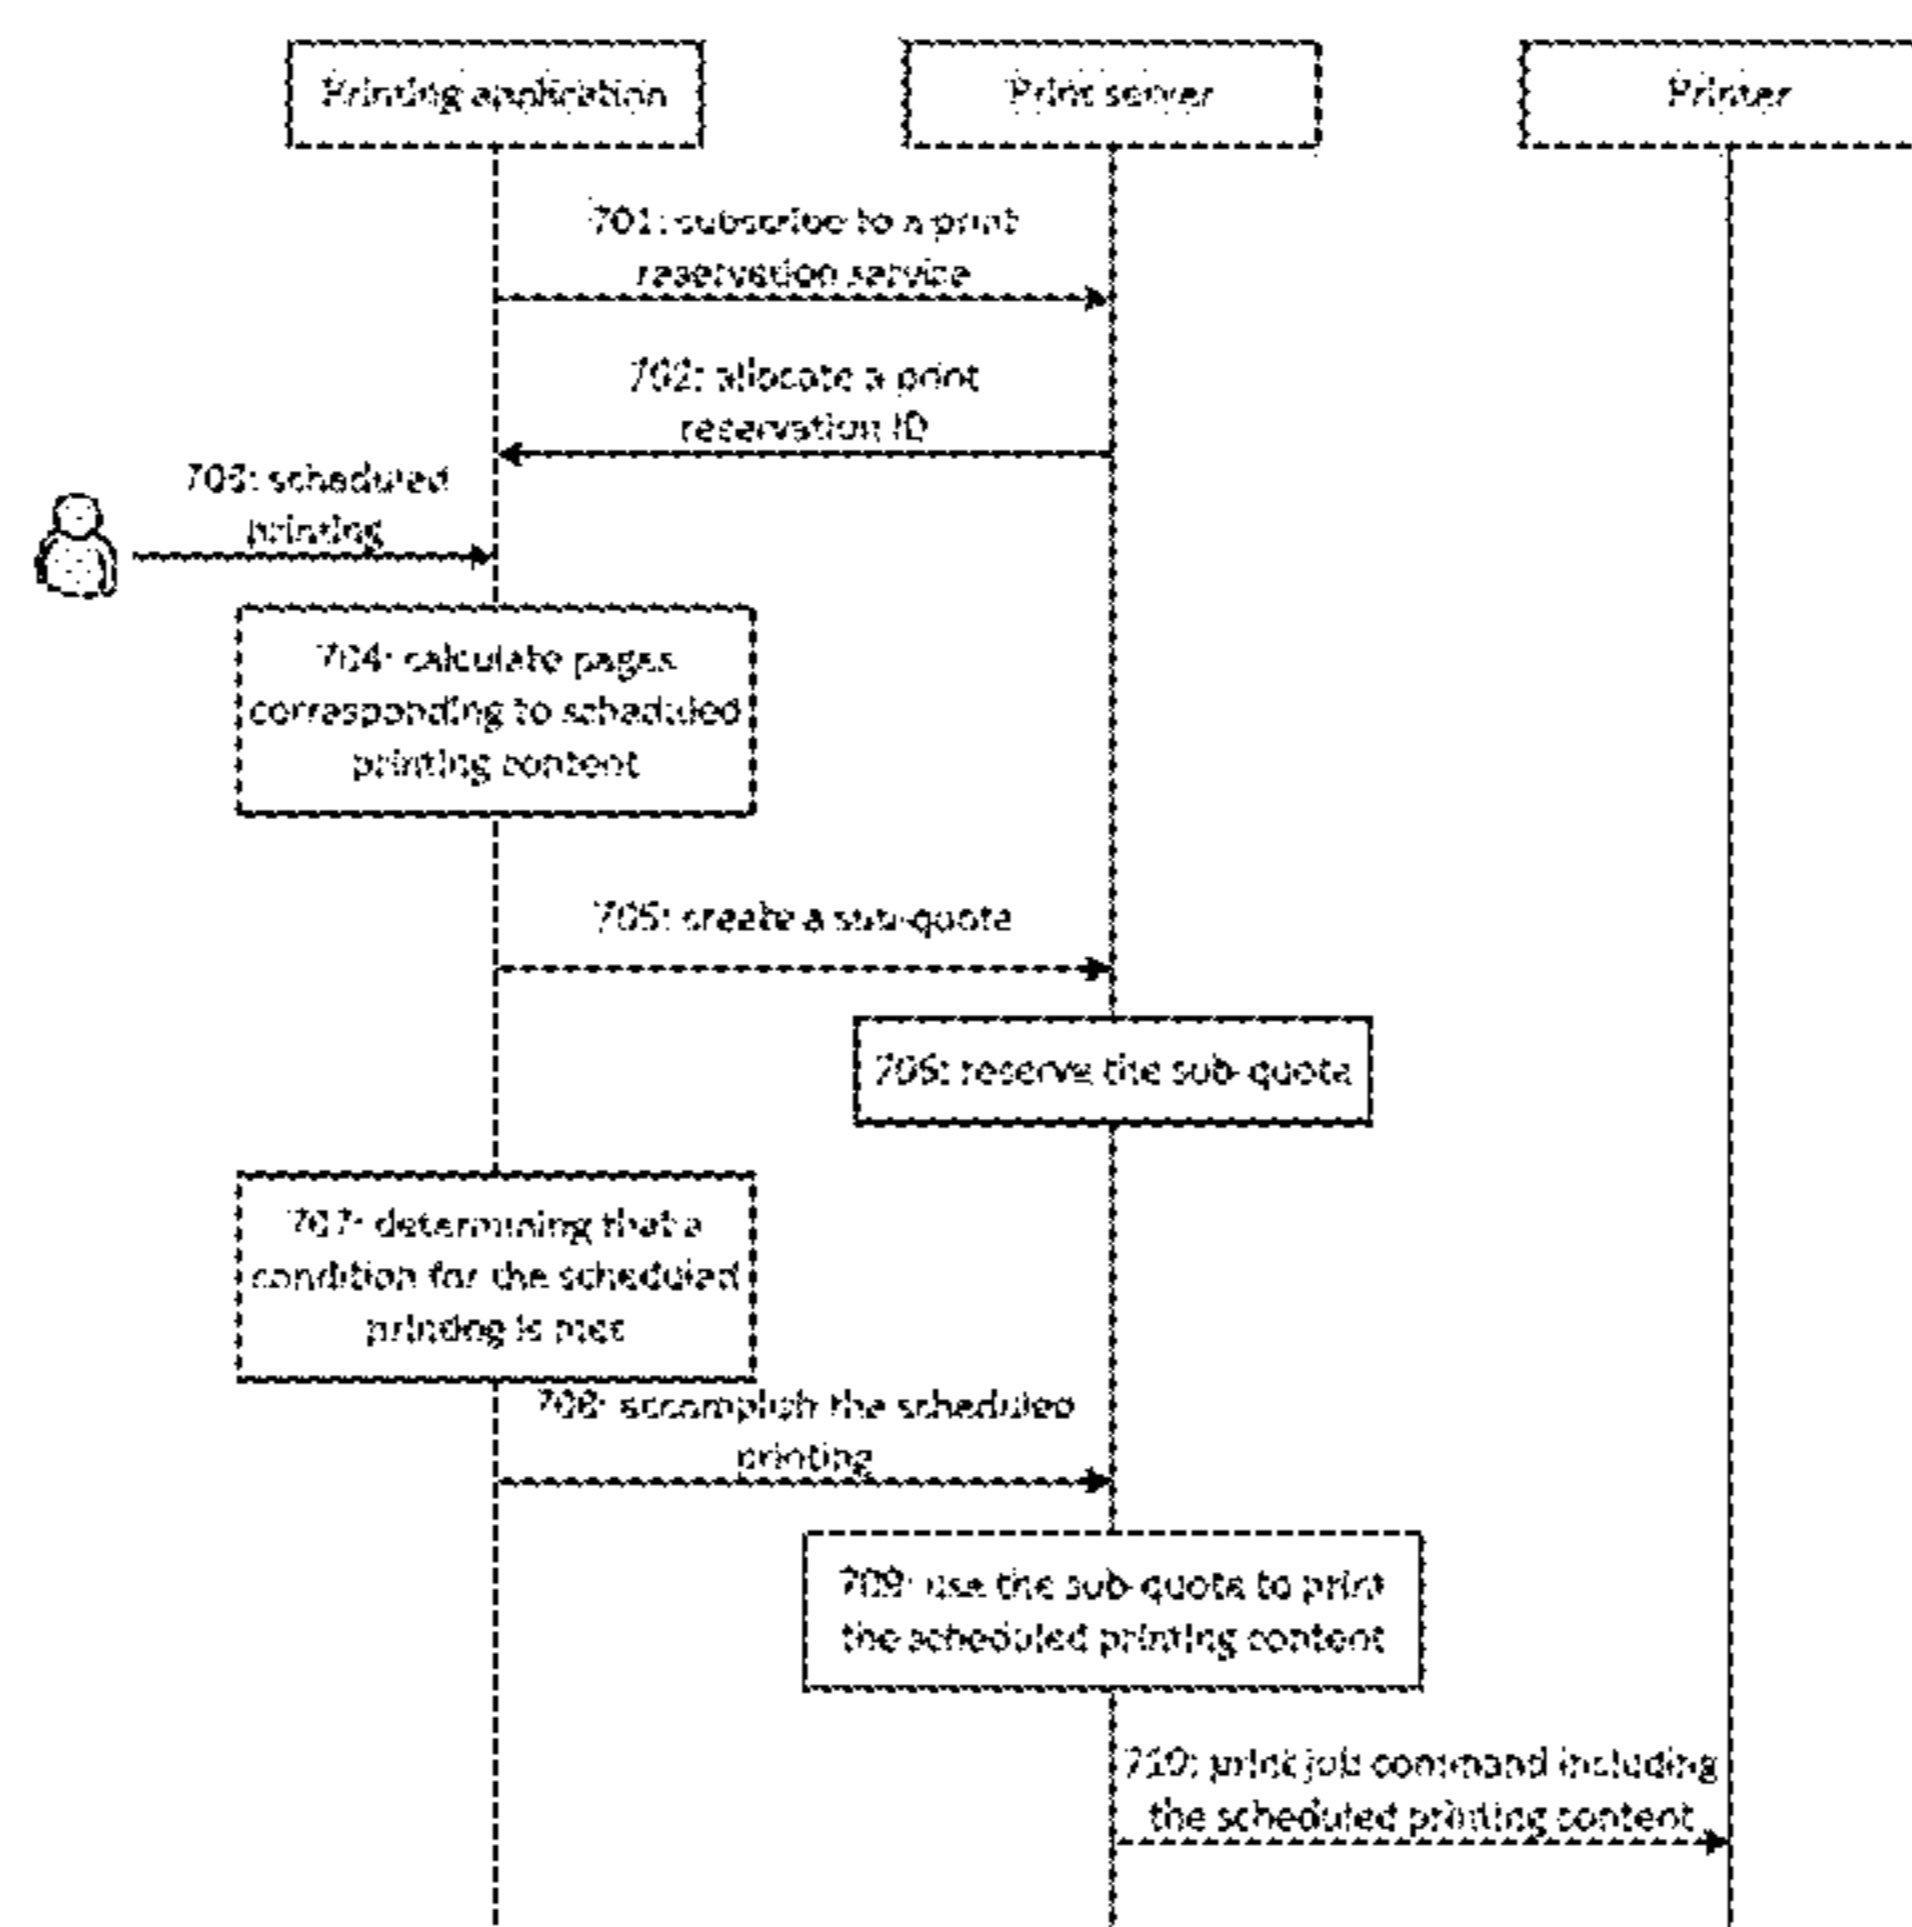 Printing application
Print server
Printer
701: subscribe to a print
reservation service
702: allocate a print
reservation ID
703: scheduled
printing
704: calculate pages
corresponding to scheduled
printing content
705: create a sub-quota
706: reserve the sub-quota
707: determining that a
condition for the scheduled
printing is met
708: accomplish the scheduled
printing
709: use the sub-quota to print
the scheduled printing content
710: print job command including
the scheduled printing content